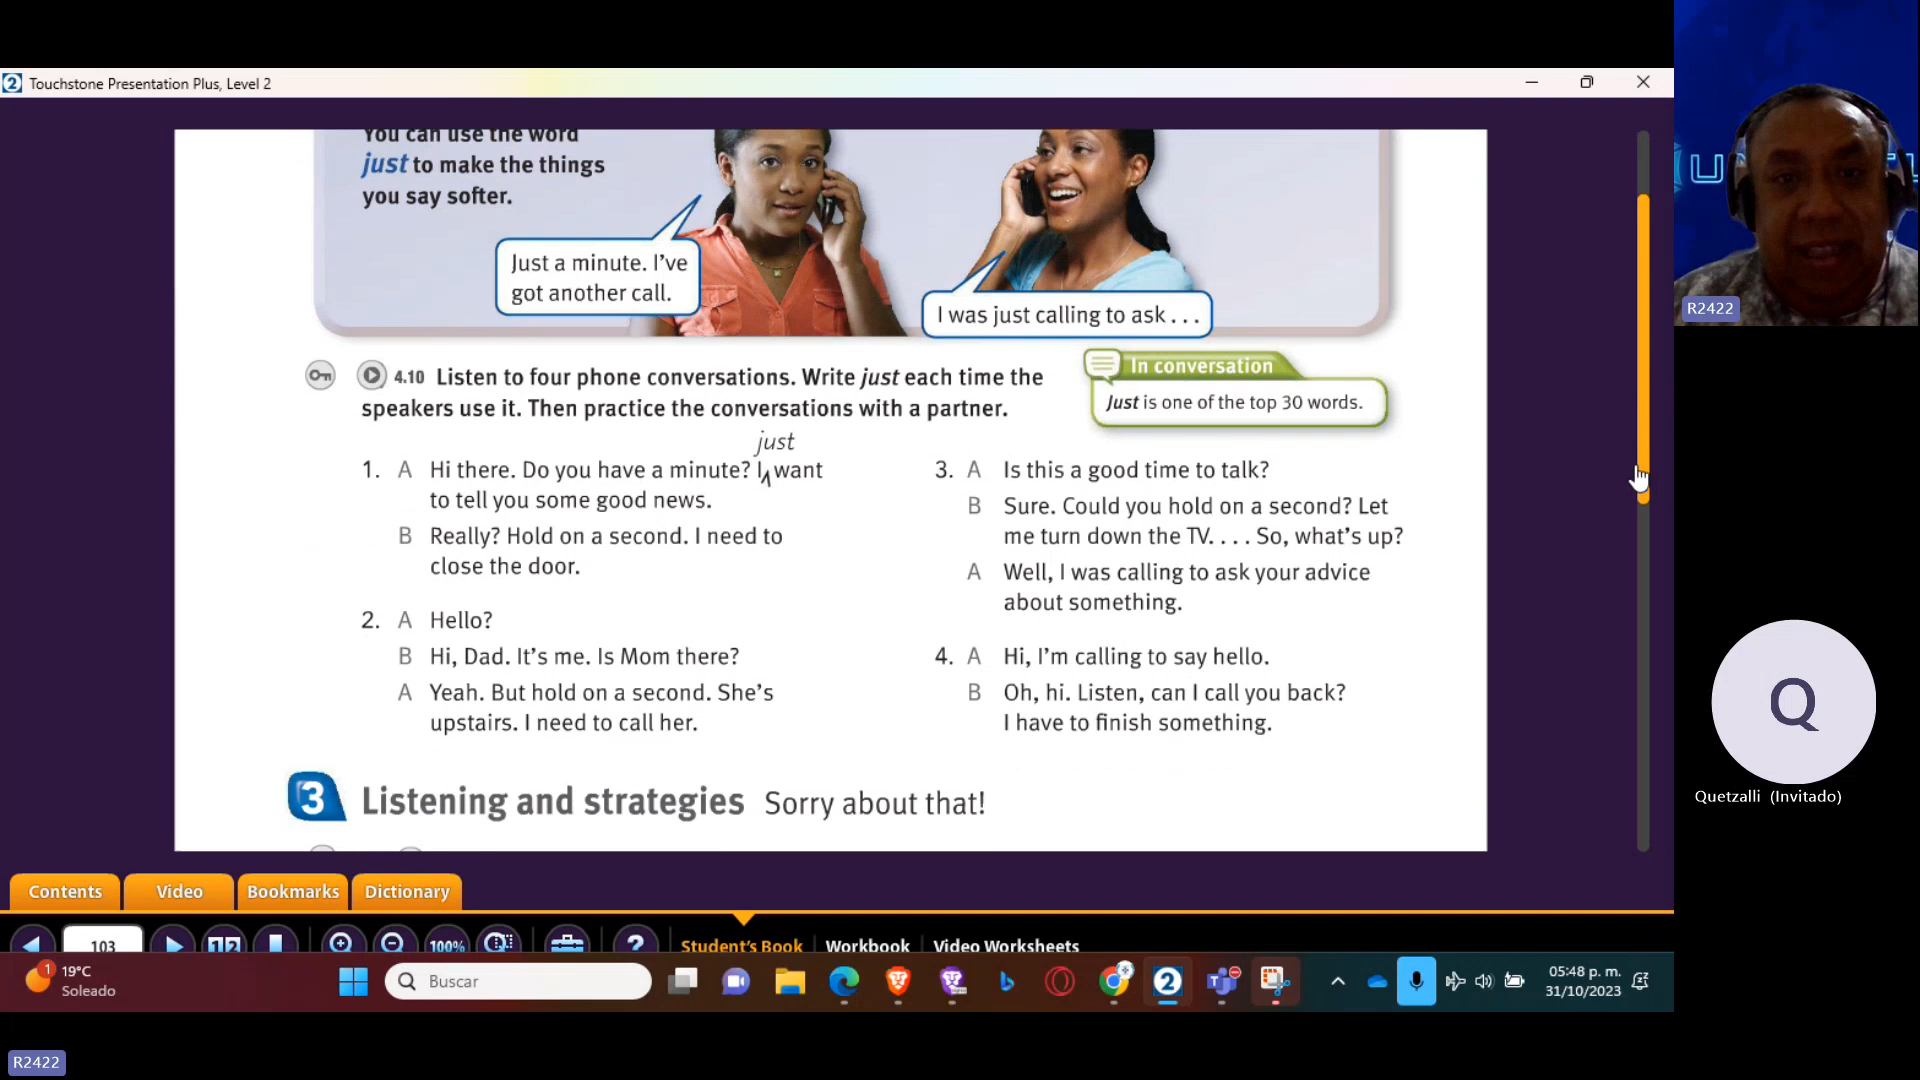 Touchstone Presentation Plus, Level 2
You can use the word
just to make the things
you say softer.
Just a minute. I've
got another call.
I was just calling to ask . . .
4.10 Listen to four phone conversations. Write just each time the
speakers use it. Then practice the conversations with a partner.
In conversation
Just is one of the top 30 words.
just
1. A Hi there. Do you have a minute? I want
to tell you some good news.
B Really? Hold on a second. I need to
close the door.
2. A Hello?
B Hi, Dad. It's me. Is Mom there?
A Yeah. But hold on a second. She's
upstairs. I need to call her.
3. A Is this a good time to talk?
B Sure. Could you hold on a second? Let
me turn down the TV. . . . So, what's up?
A Well, I was calling to ask your advice
about something.
4. A Hi, I'm calling to say hello.
B Oh, hi. Listen, can I call you back?
I have to finish something.
3 Listening and strategies Sorry about that!
Contents Video Bookmarks Dictionary
103 12 100% ? Student's Book Workbook Video Worksheets
1 19°C
Soleado
Buscar
2
05:48 p. m.
31/10/2023
R2422
Q
Quetzalli (Invitado)
R2422